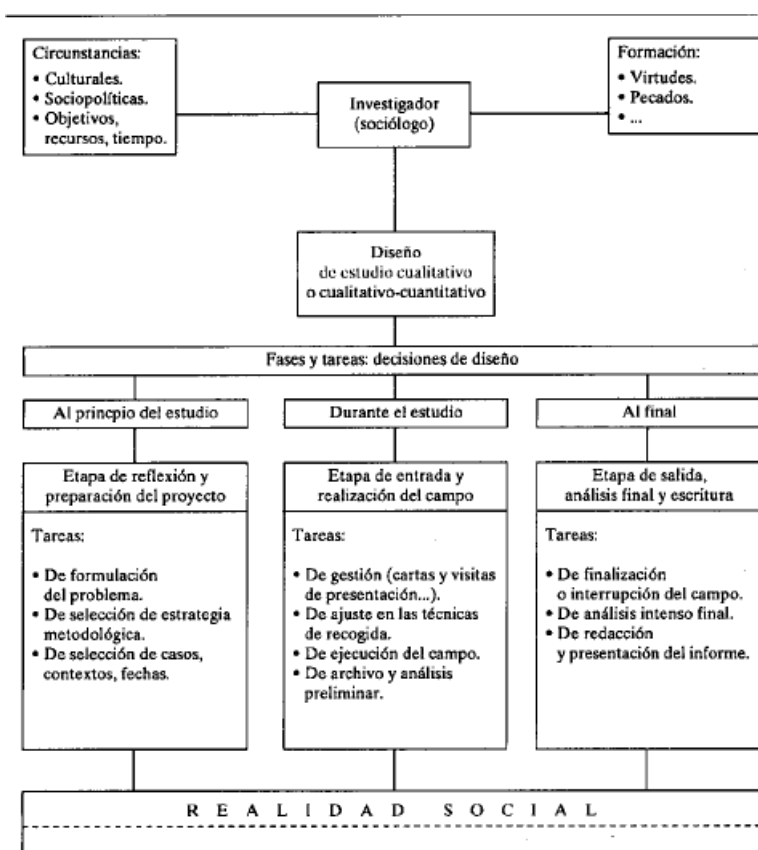 Circunstancias:
• Culturales.
• Sociopolíticas.
• Objetivos,
recursos, tiempo.
Investigador
(sociólogo)
Formación:
• Virtudes.
• Pecados.
• ...
Diseño
de estudio cualitativo
o cualitativo-cuantitativo
Fases y tareas: decisiones de diseño
Al princpio del estudio
Durante el estudio
Al final
Etapa de reflexión y
preparación del proyecto
Tareas:
• De formulación
del problema.
• De selección de estrategia
metodológica.
• De selección de casos,
contextos, fechas.
Etapa de entrada y
realización del campo
Tareas:
• De gestión (cartas y visitas
de presentación...).
• De ajuste en las técnicas
de recogida.
• De ejecución del campo.
• De archivo y análisis
preliminar.
Etapa de salida,
análisis final y escritura
Tareas:
• De finalización
o interrupción del campo.
• De análisis intenso final.
• De redacción
y presentación del informe.
REALIDAD SOCIAL